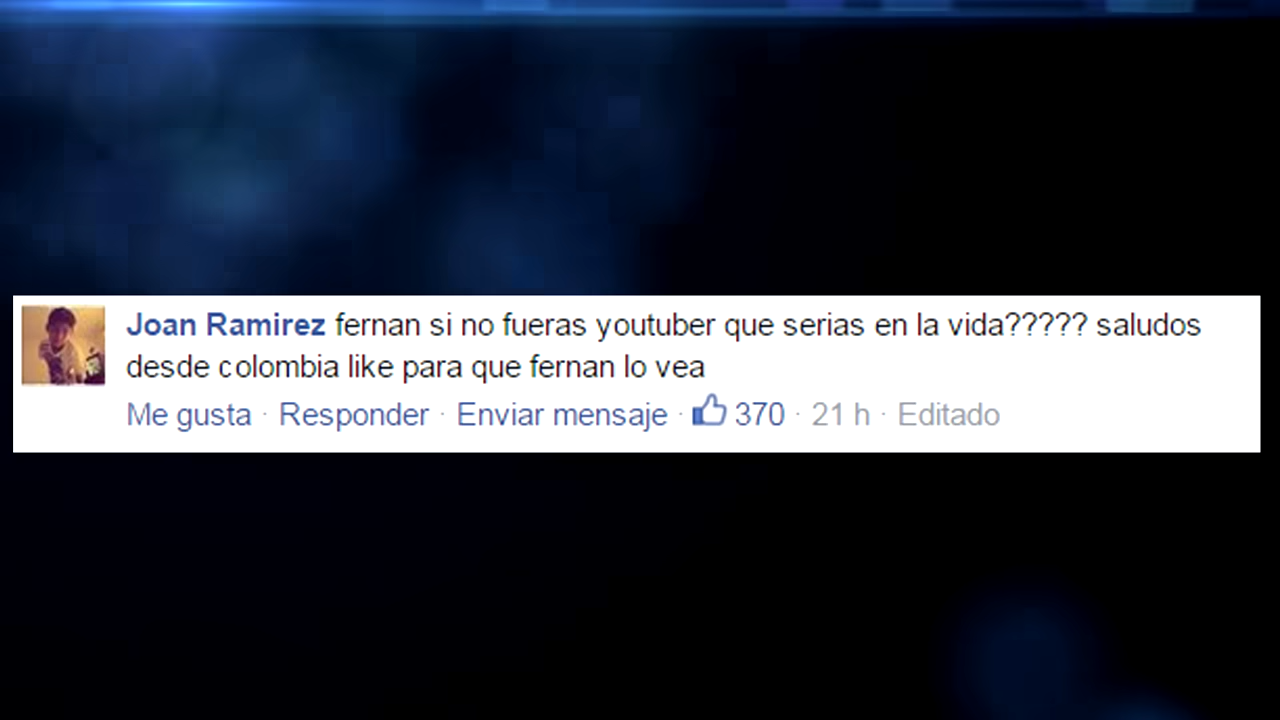 Joan Ramirez fernan si no fueras youtuber que serias en la vida????? saludos
desde colombia like para que fernan lo vea
Me gusta · Responder · Enviar mensaje · 370 · 21 h · Editado